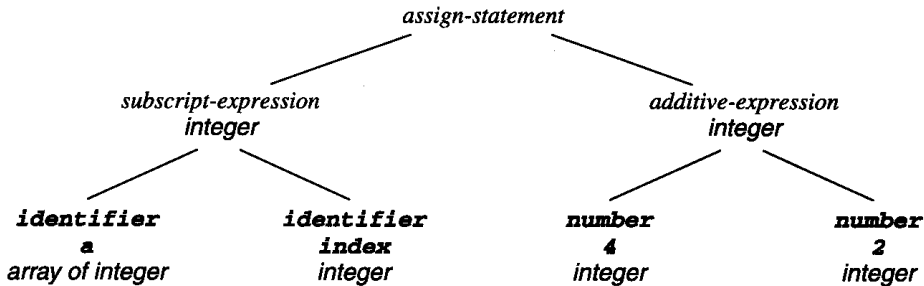 assign-statement
subscript-expression additive-expression
integer integer
identifier identifier number number
a index 4 2
array of integer integer integer integer